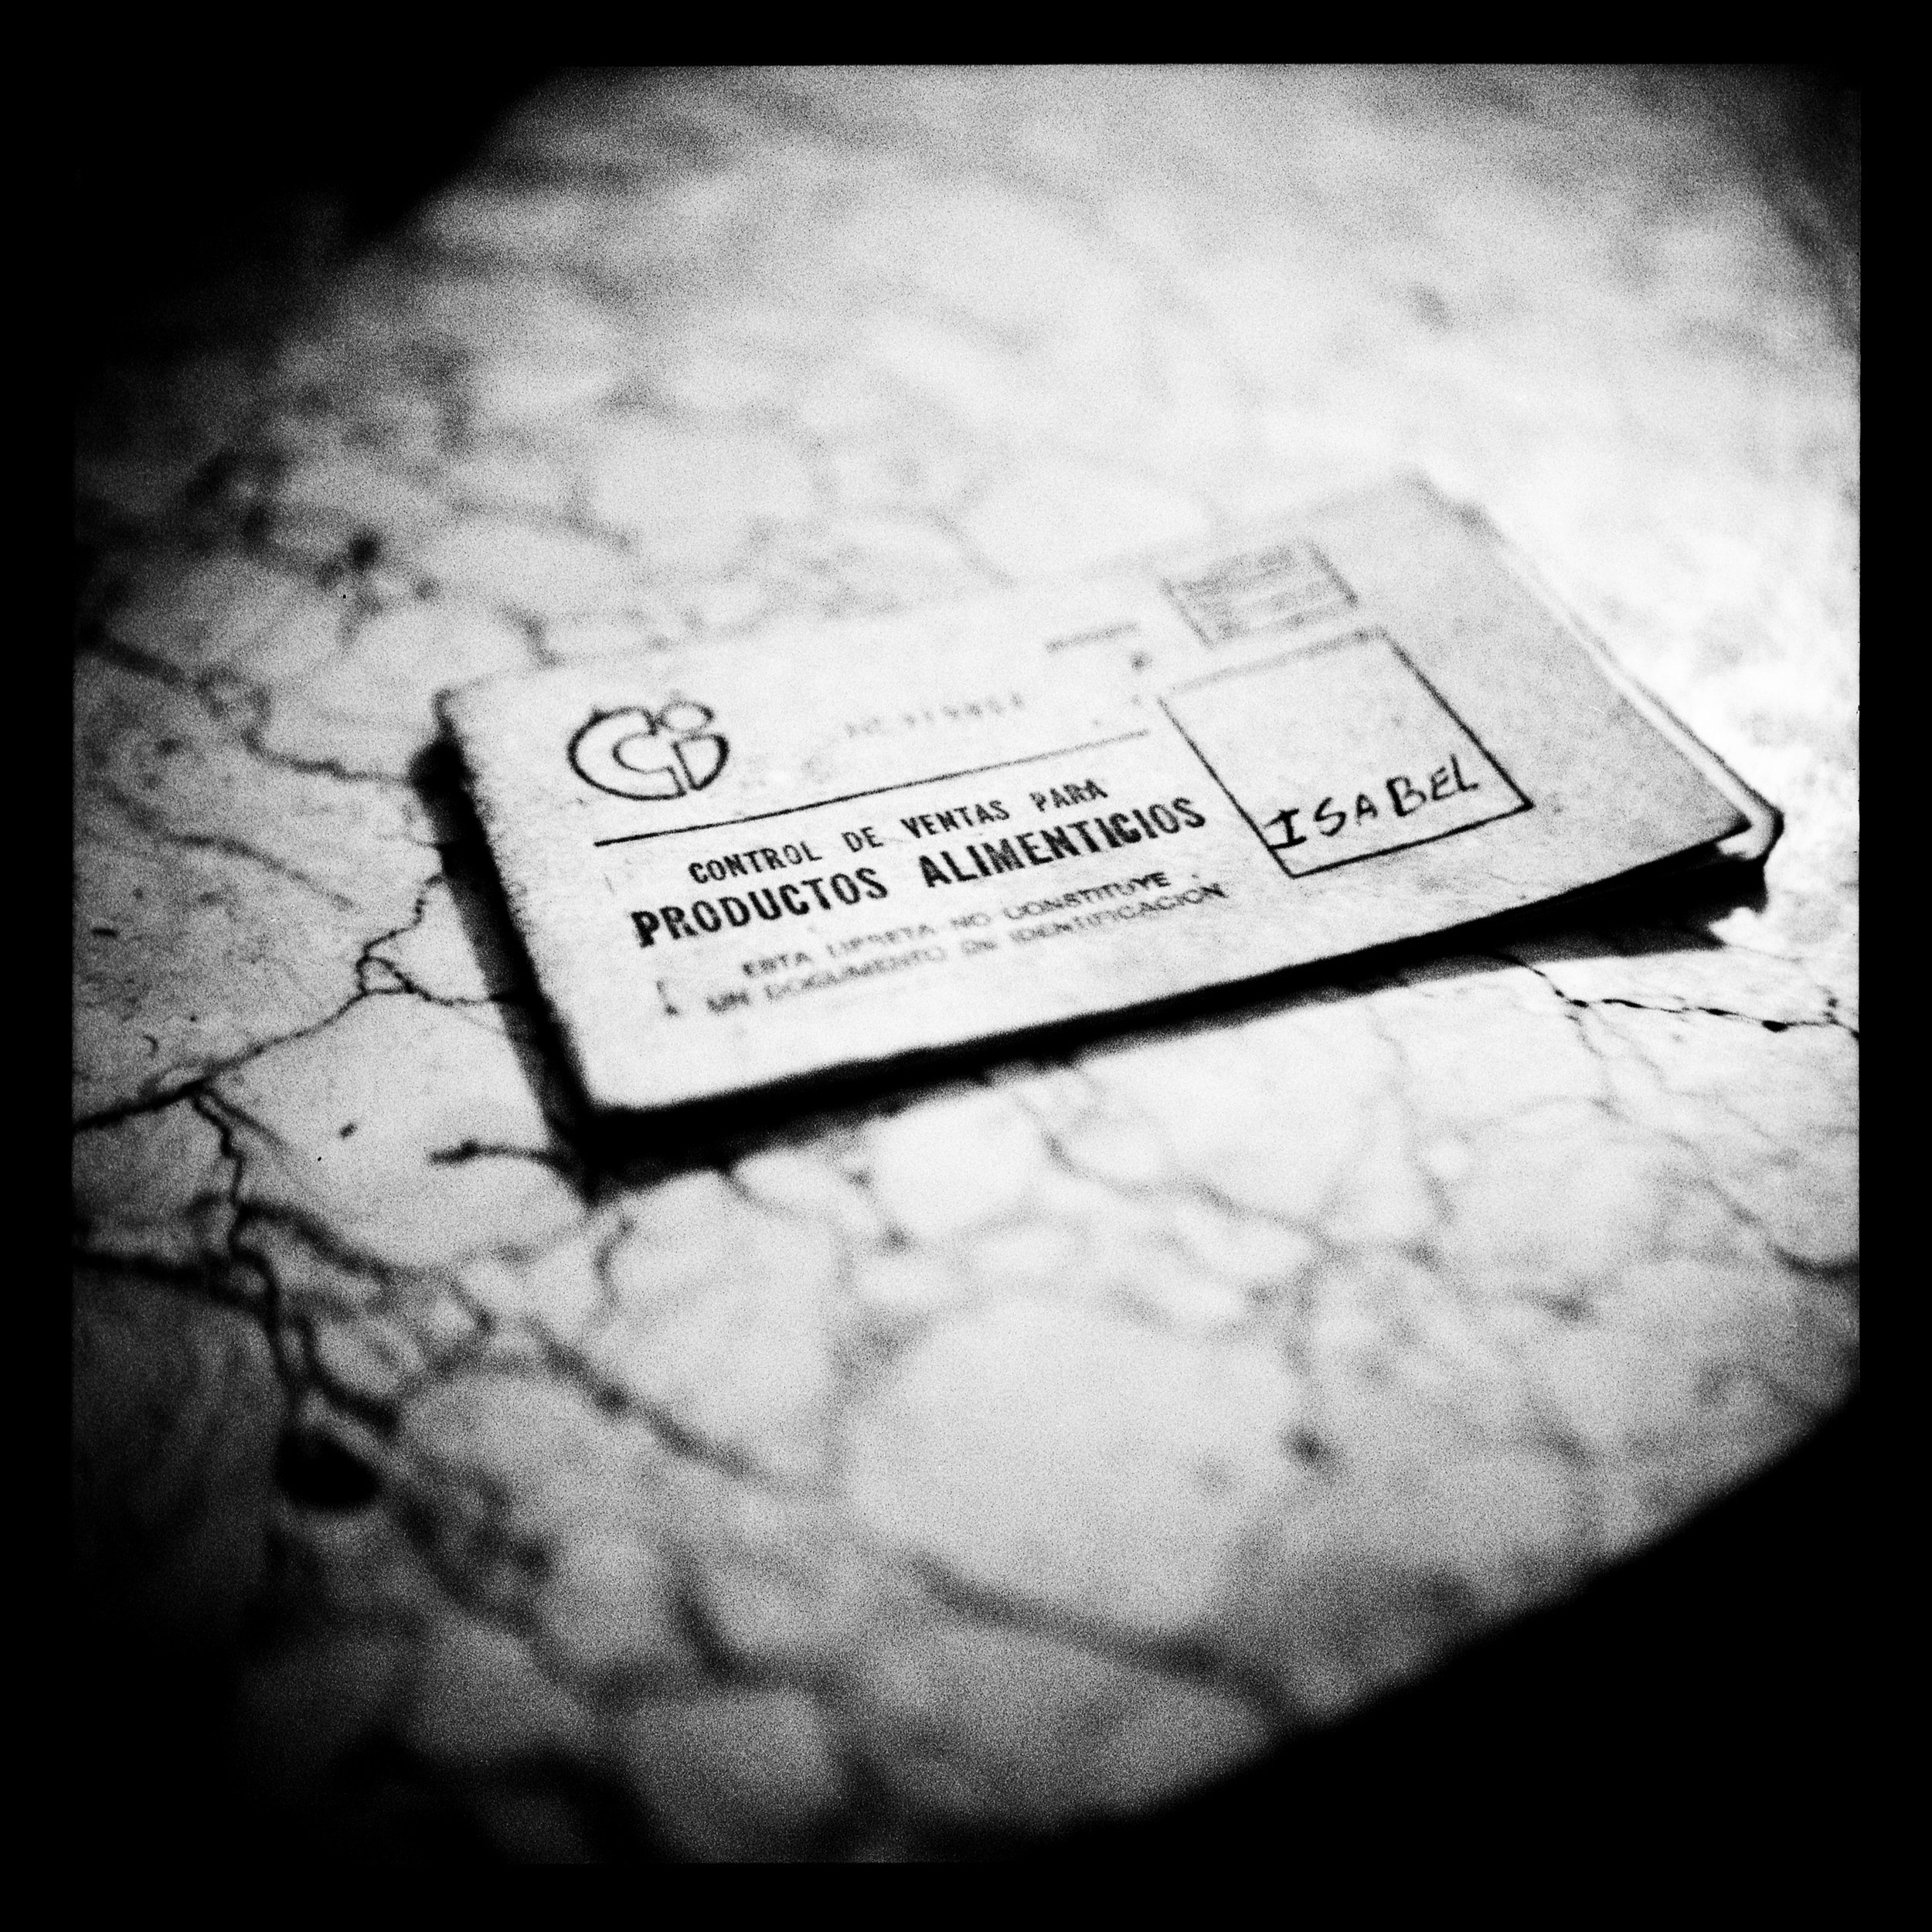 CONTROL DE VENTAS PARA
PRODUCTOS ALIMENTICIOS
ESTA LIBRETA NO CONSTITUYE
UN DOCUMENTO DE IDENTIFICACION
ISABEL